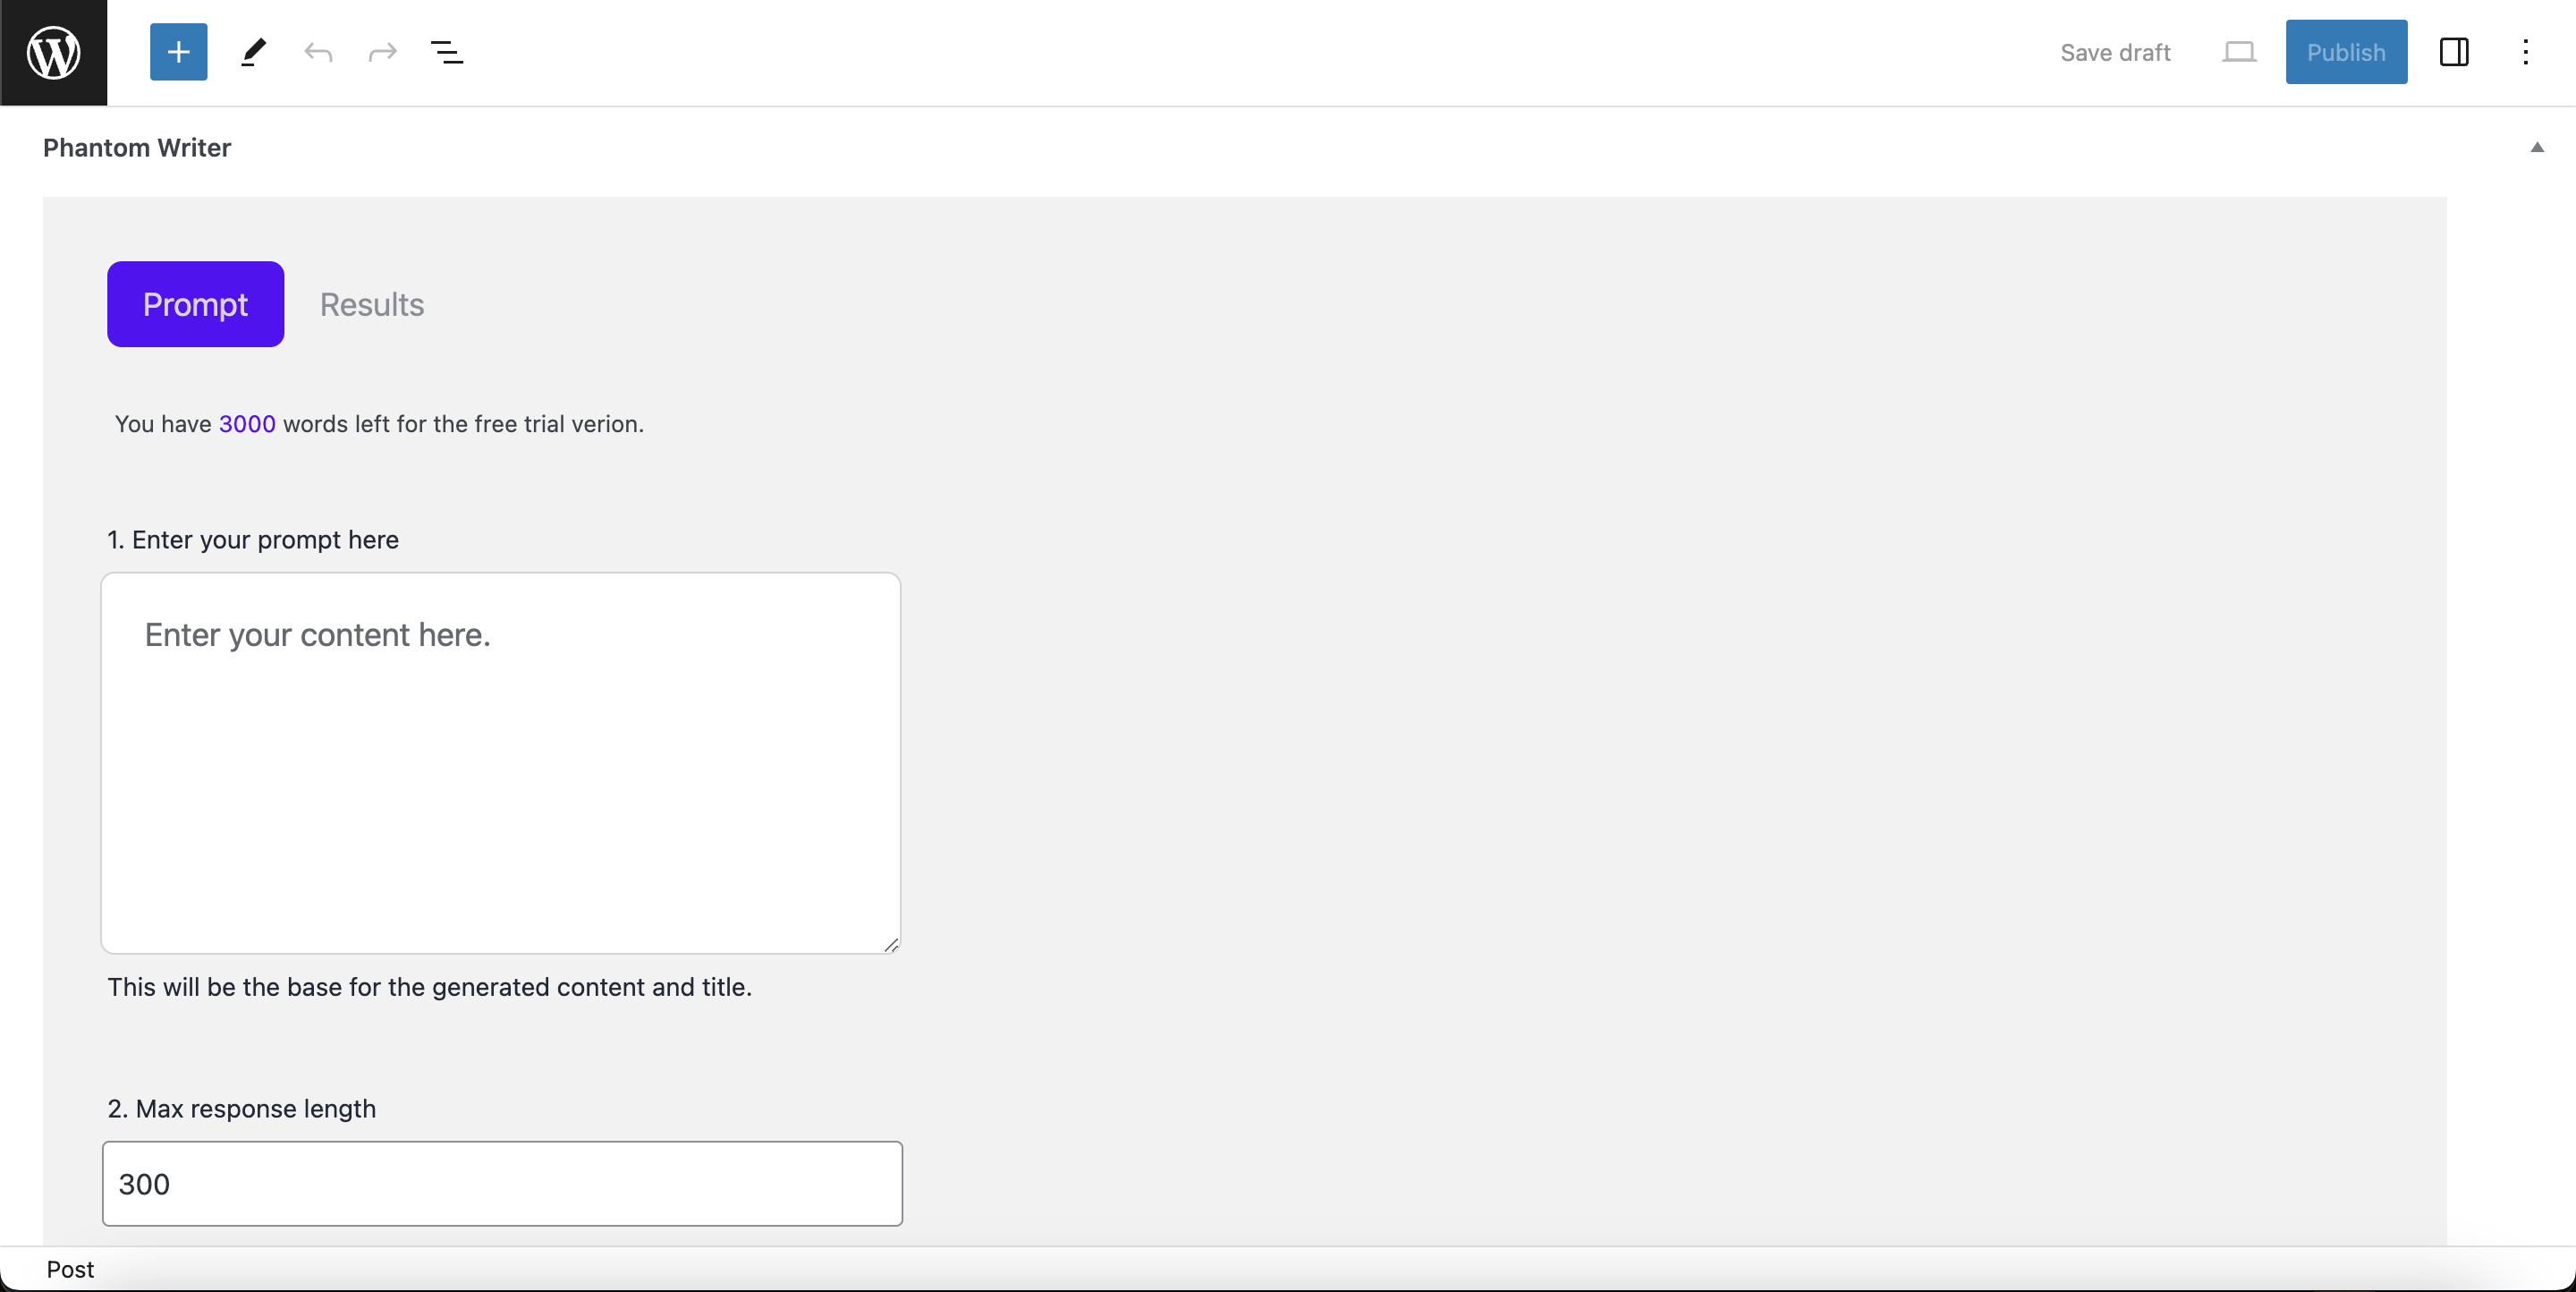 Save draft
Publish
Phantom Writer
Prompt
Results
You have 3000 words left for the free trial verion.
1. Enter your prompt here
Enter your content here.
This will be the base for the generated content and title.
2. Max response length
300
Post